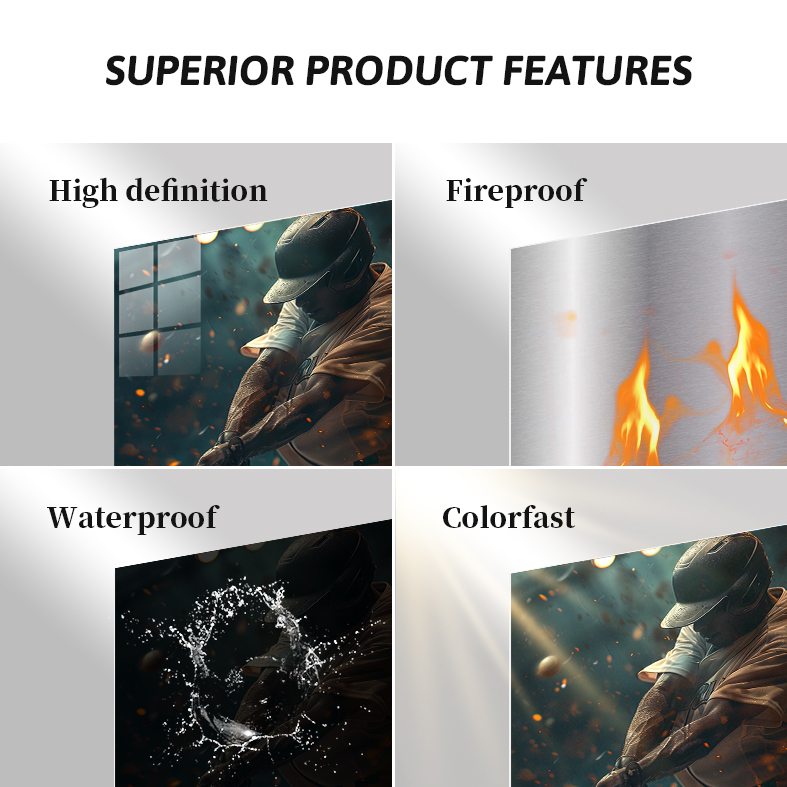 SUPERIOR PRODUCT FEATURES
High definition
Fireproof
Waterproof
Colorfast